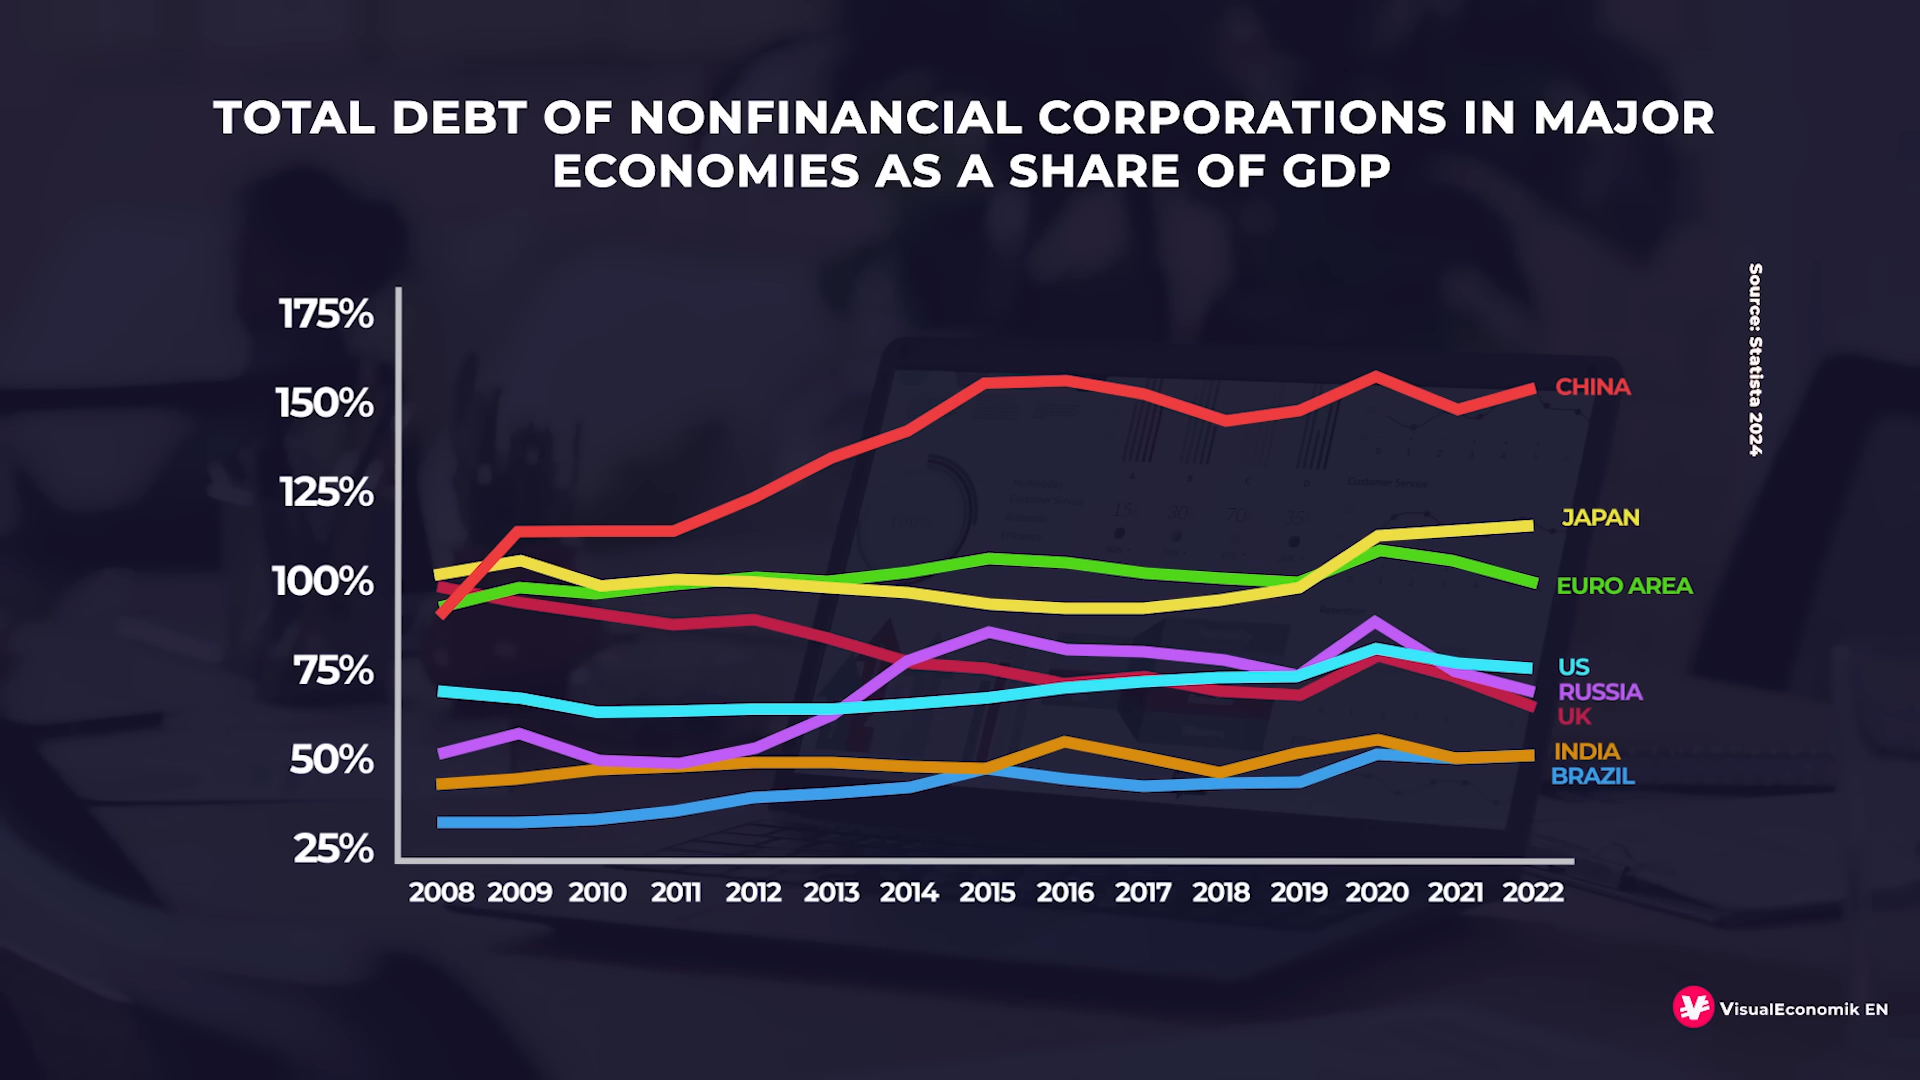 TOTAL DEBT OF NONFINANCIAL CORPORATIONS IN MAJOR
ECONOMIES AS A SHARE OF GDP
Source: Statista 2024
175%
150%
125%
100%
75%
50%
25%
CHINA
JAPAN
EURO AREA
US
RUSSIA
UK
INDIA
BRAZIL
2008 2009 2010 2011 2012 2013 2014 2015 2016 2017 2018 2019 2020 2021 2022
VisualEconomik EN